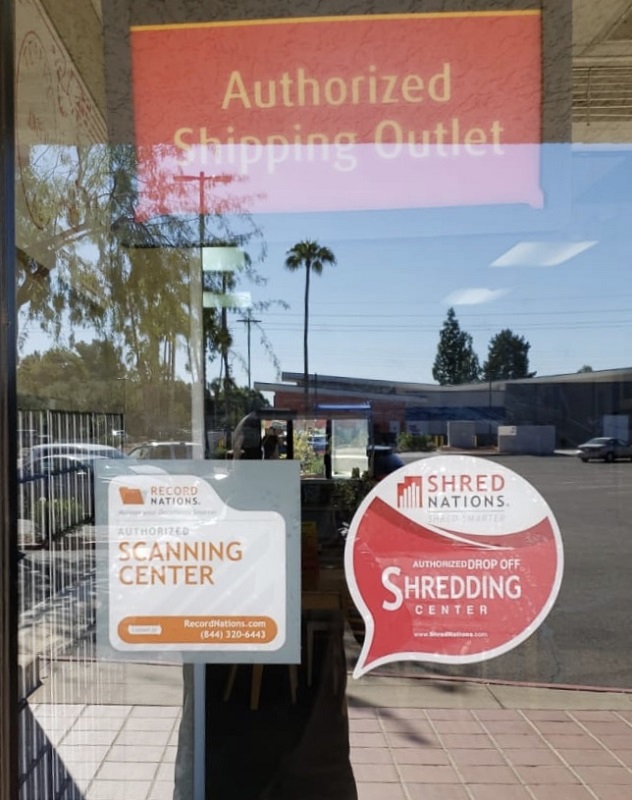 Authorized
Shipping Outlet
RECORD
NATIONS.
AUTHORIZED
SCANNING
CENTER
RecordNations.com
(844) 320-6443
SHRED
NATIONS.
SHRED SMARTER
AUTHORIZED DROP OFF
SHREDDING
CENTER
www.ShredNations.com